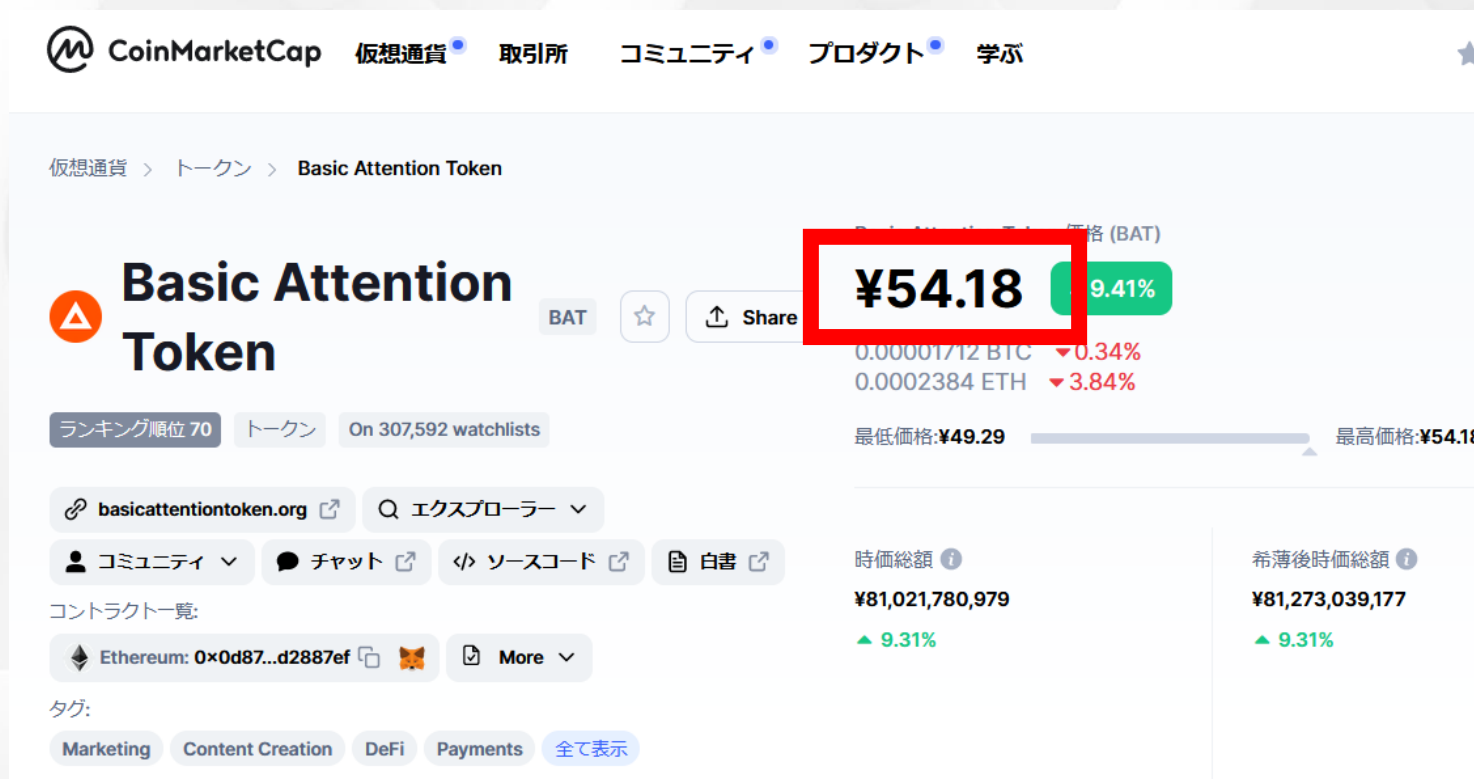 CoinMarketCap 仮想通貨 取引所 コミュニティ プロダクト 学ぶ
仮想通貨 > トークン > Basic Attention Token
Basic Attention
Token
BAT
Share
価格 (BAT)
¥54.18 9.41%
0.00001712 BTC 0.34%
0.0002384 ETH 3.84%
ランキング順位 70 トークン On 307,592 watchlists
最低価格:¥49.29 最高価格:¥54.18
basicattentiontoken.org エクスプローラー
コミュニティ チャット ソースコード 白書
コントラクト一覧:
Ethereum: 0x0d87...d2887ef More
タグ:
Marketing Content Creation DeFi Payments 全て表示
時価総額
¥81,021,780,979
9.31%
希薄後時価総額
¥81,273,039,177
9.31%